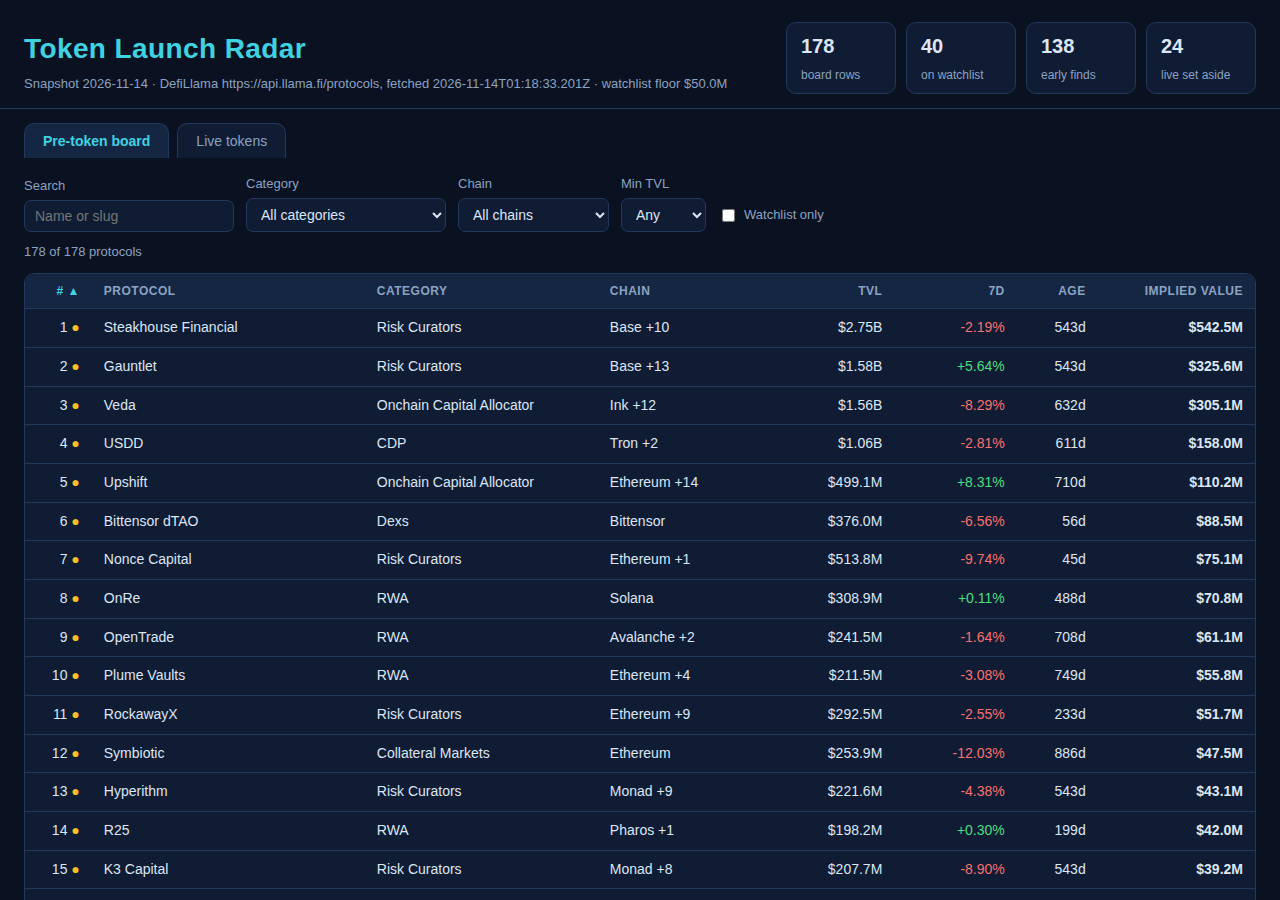 Token Launch Radar
Snapshot 2026-11-14 · DefiLlama https://api.llama.fi/protocols, fetched 2026-11-14T01:18:33.201Z · watchlist floor $50.0M
178
board rows
40
on watchlist
138
early finds
24
live set aside
Pre-token board
Live tokens
Search
Name or slug
Category
All categories
Chain
All chains
Min TVL
Any
Watchlist only
178 of 178 protocols
# ▲ PROTOCOL CATEGORY CHAIN TVL 7D AGE IMPLIED VALUE
1 ● Steakhouse Financial Risk Curators Base +10 $2.75B -2.19% 543d $542.5M
2 ● Gauntlet Risk Curators Base +13 $1.58B +5.64% 543d $325.6M
3 ● Veda Onchain Capital Allocator Ink +12 $1.56B -8.29% 632d $305.1M
4 ● USDD CDP Tron +2 $1.06B -2.81% 611d $158.0M
5 ● Upshift Onchain Capital Allocator Ethereum +14 $499.1M +8.31% 710d $110.2M
6 ● Bittensor dTAO Dexs Bittensor $376.0M -6.56% 56d $88.5M
7 ● Nonce Capital Risk Curators Ethereum +1 $513.8M -9.74% 45d $75.1M
8 ● OnRe RWA Solana $308.9M +0.11% 488d $70.8M
9 ● OpenTrade RWA Avalanche +2 $241.5M -1.64% 708d $61.1M
10 ● Plume Vaults RWA Ethereum +4 $211.5M -3.08% 749d $55.8M
11 ● RockawayX Risk Curators Ethereum +9 $292.5M -2.55% 233d $51.7M
12 ● Symbiotic Collateral Markets Ethereum $253.9M -12.03% 886d $47.5M
13 ● Hyperithm Risk Curators Monad +9 $221.6M -4.38% 543d $43.1M
14 ● R25 RWA Pharos +1 $198.2M +0.30% 199d $42.0M
15 ● K3 Capital Risk Curators Monad +8 $207.7M -8.90% 543d $39.2M